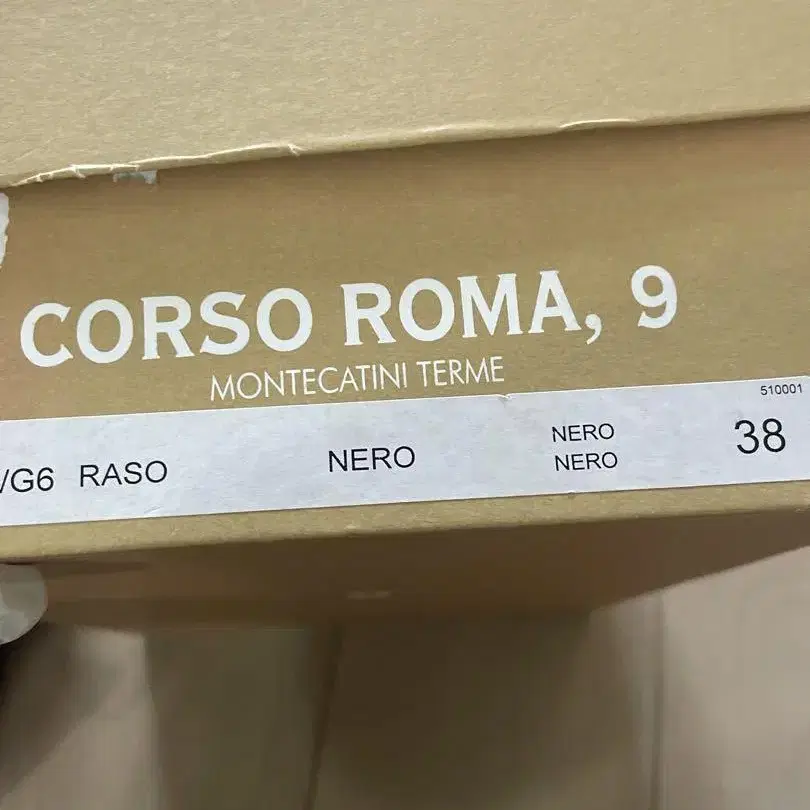 CORSO ROMA, 9
MONTECATINI TERME
510001
/G6 RASO NERO NERO 38
NERO